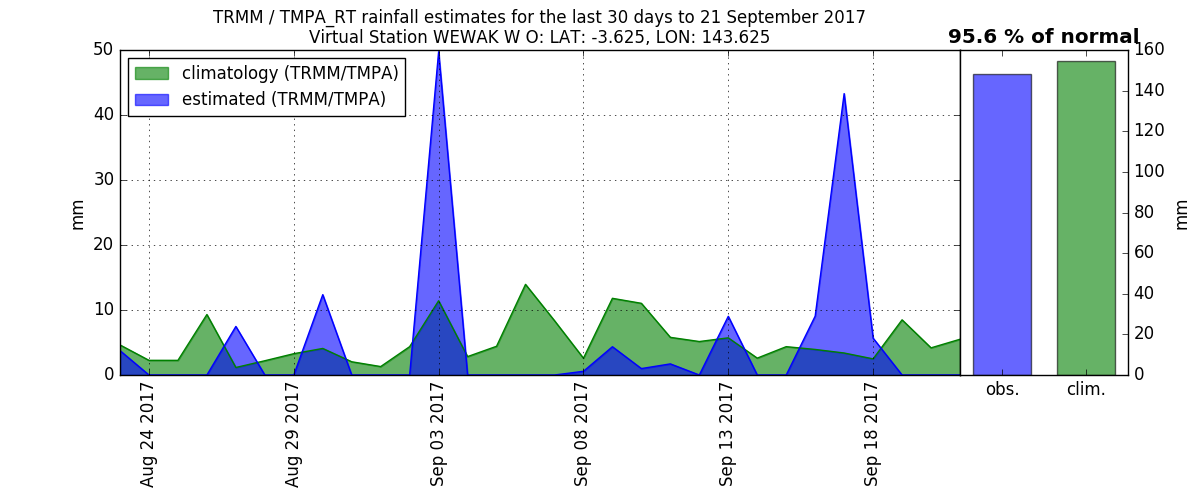 TRMM / TMPA_RT rainfall estimates for the last 30 days to 21 September 2017
Virtual Station WEWAK W O: LAT: -3.625, LON: 143.625
95.6 % of normal
climatology (TRMM/TMPA)
estimated (TRMM/TMPA)
50
40
30
20
10
0
mm
Aug 24 2017
Aug 29 2017
Sep 03 2017
Sep 08 2017
Sep 13 2017
Sep 18 2017
160
140
120
100
80
60
40
20
0
mm
obs.
clim.